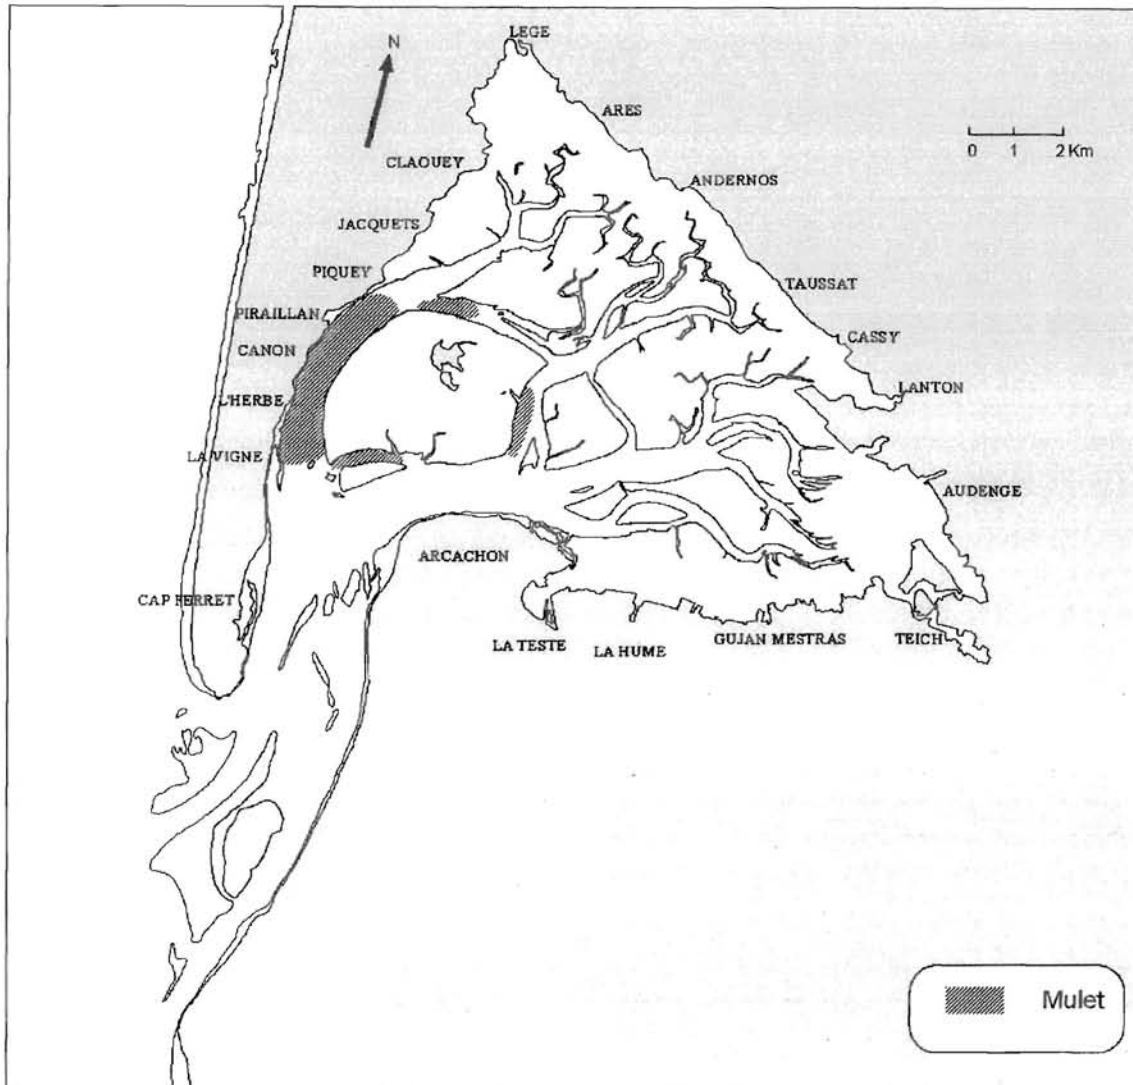 LEGE
N
ARES
0 1 2 Km
CLAOUEY
ANDERNOS
JACQUETS
PIQUEY
TAUSSAT
PIRAILLAN
CASSY
CANON
LANTON
L'HERBE
LA VIGNE
AUDENGE
ARCACHON
CAP FERRET
LA TESTE
LA HUME
GUJAN MESTRAS
TEICH
Mulet